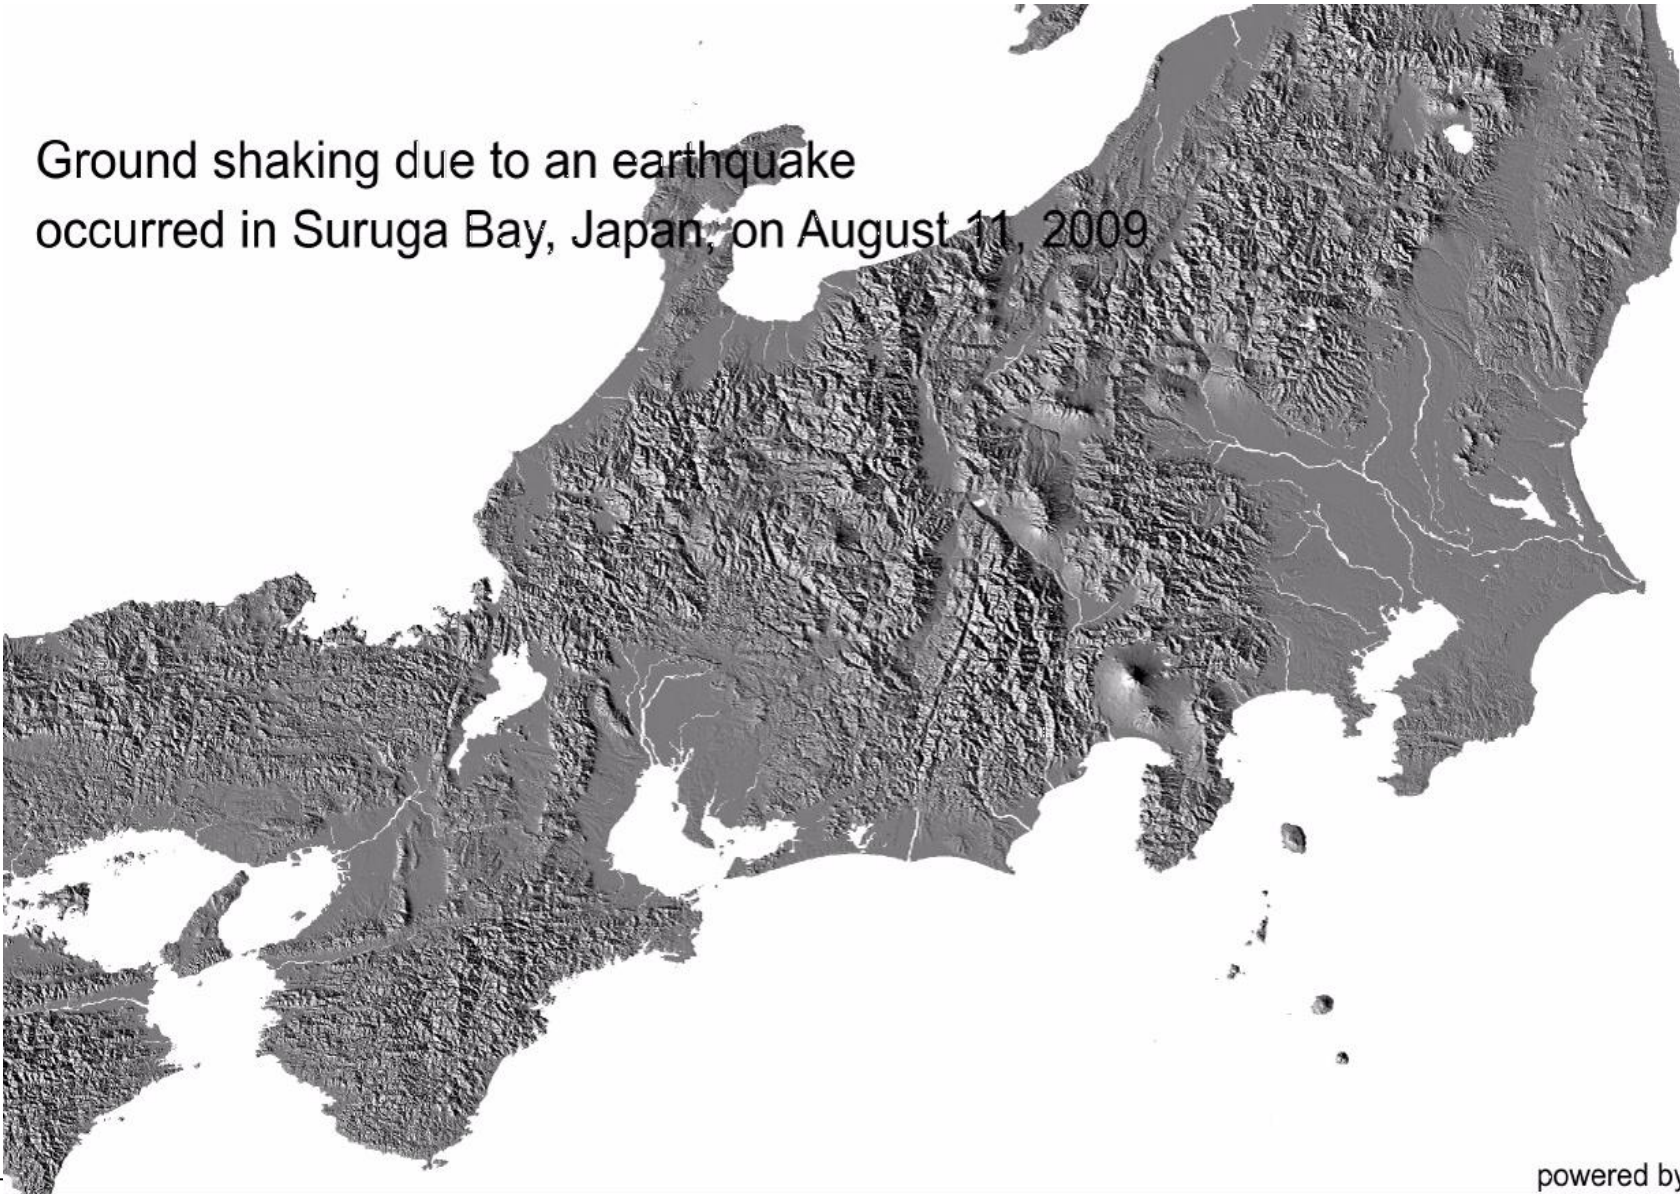 Ground shaking due to an earthquake
occurred in Suruga Bay, Japan, on August 11, 2009
powered by